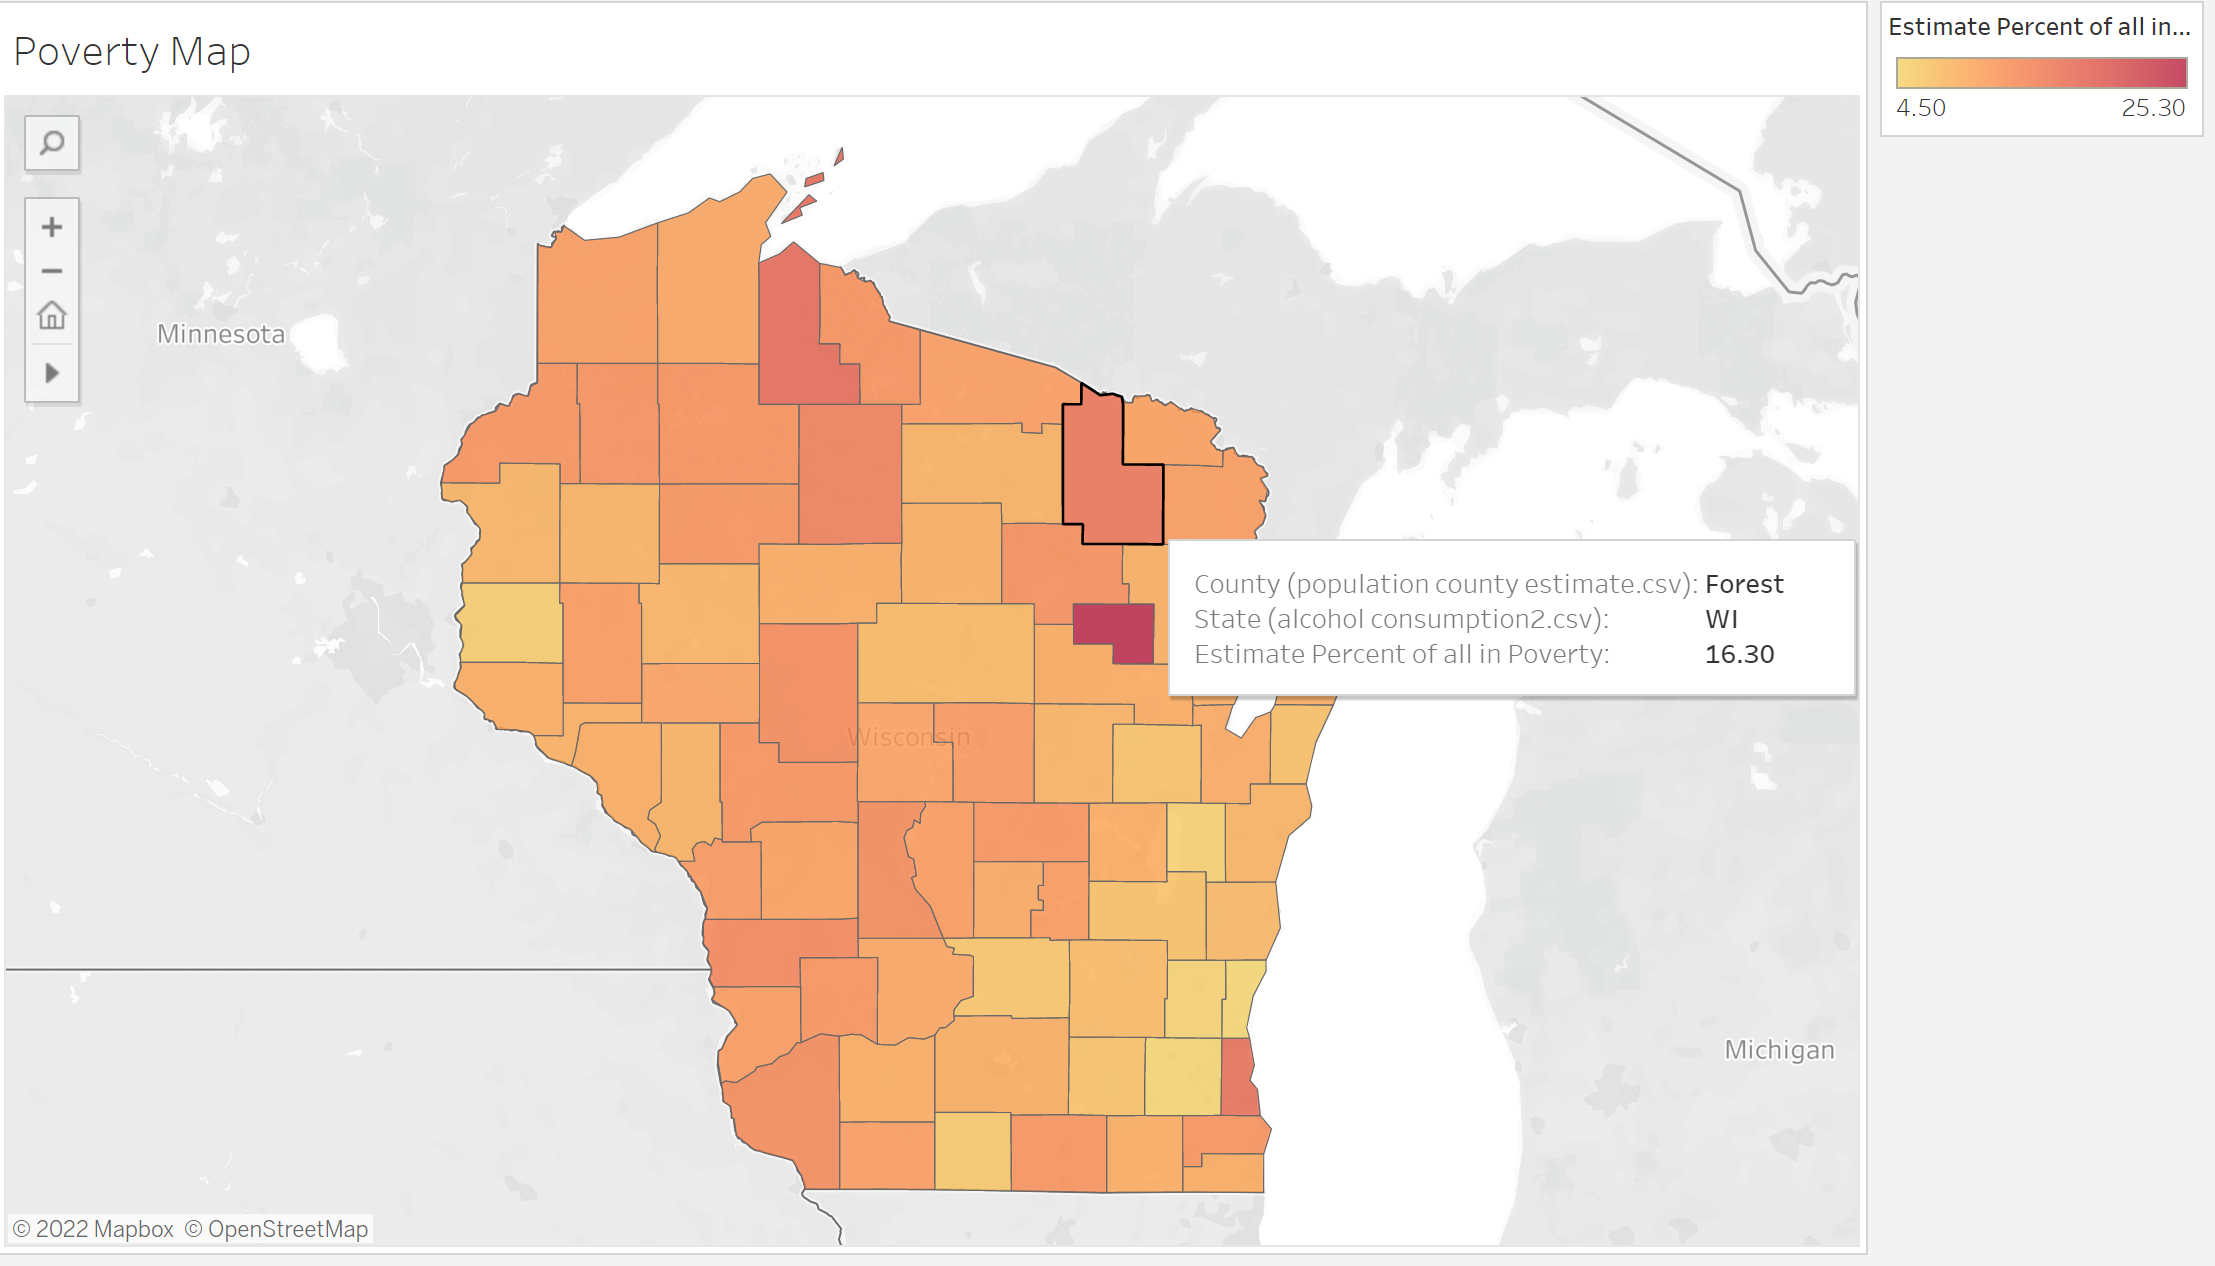 Poverty Map
Estimate Percent of all in...
4.50 25.30
Minnesota
County (population county estimate.csv): Forest
State (alcohol consumption2.csv): WI
Estimate Percent of all in Poverty: 16.30
Wisconsin
Michigan
© 2022 Mapbox © OpenStreetMap